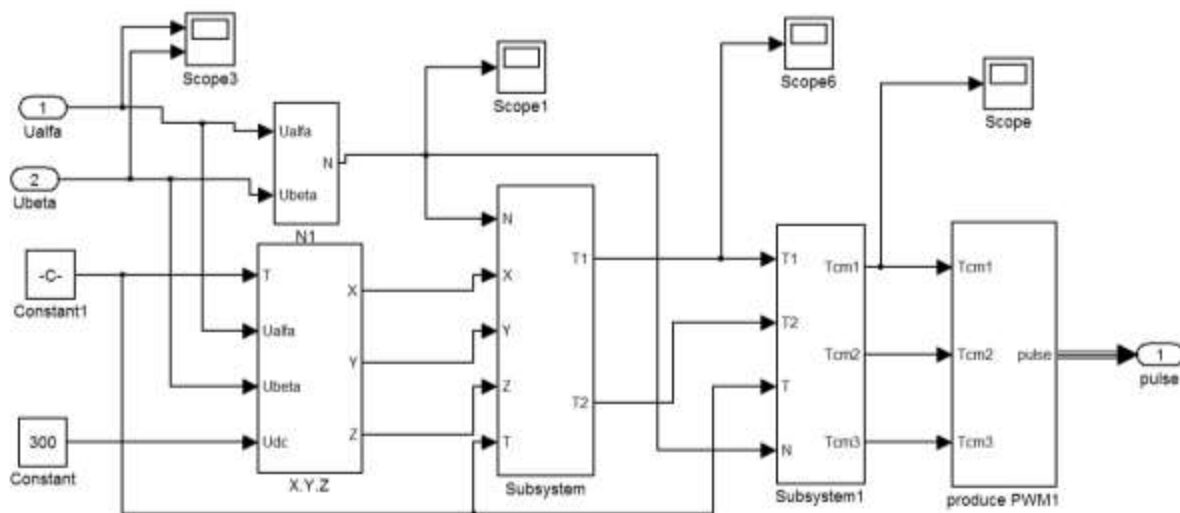 Scope3
Scope1
Scope6
Scope
1
Ualfa
2
Ubeta
Ualfa
Ubeta
N
N1
-C-
Constant1
300
Constant
T
Ualfa
Ubeta
Udc
X
Y
Z
X.Y.Z
N
X
Y
Z
T
T1
T2
Subsystem
T1
T2
T
N
Tcm1
Tcm2
Tcm3
Subsystem1
Tcm1
Tcm2
Tcm3
pulse
produce PWM1
1
pulse